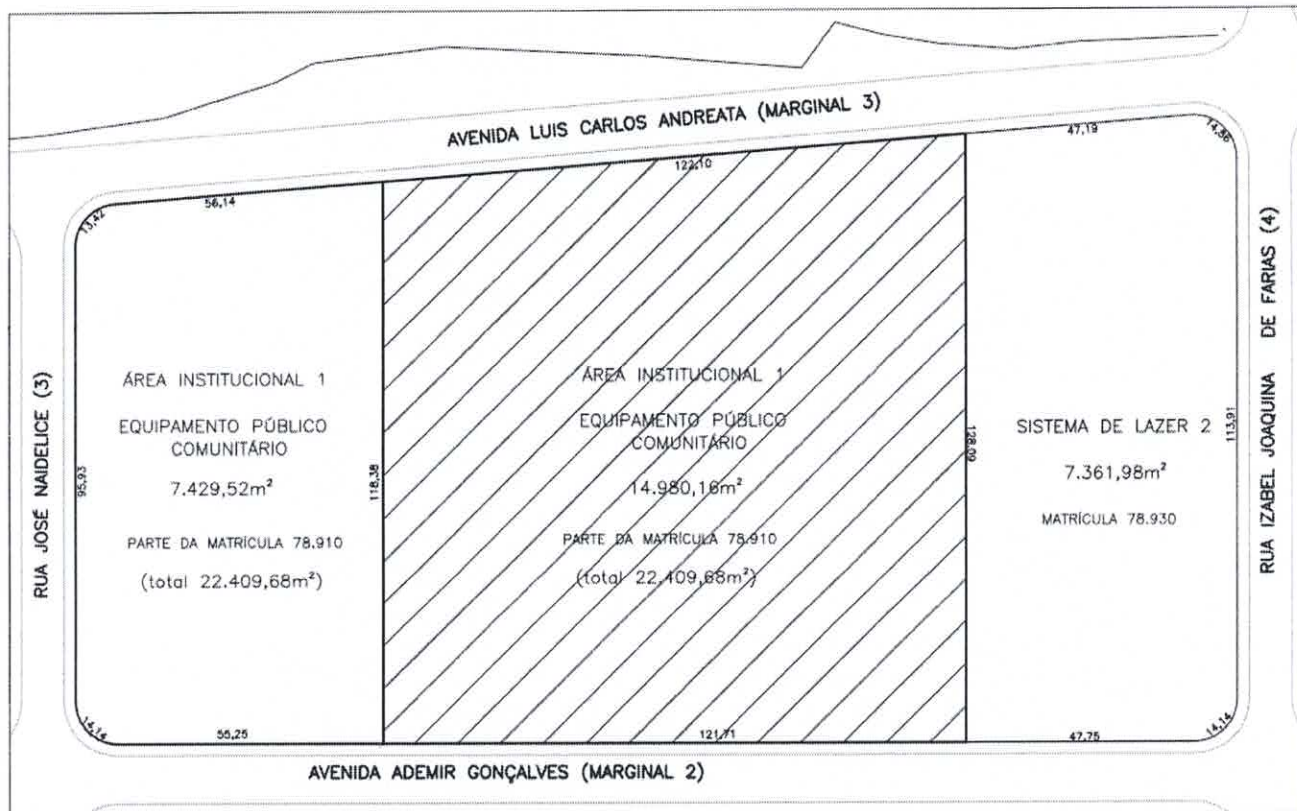 AVENIDA LUIS CARLOS ANDREATA (MARGINAL 3)
47,19
14,86
122,10
56,14
13,42
RUA JOSÉ NAIDELICE (3)
95,93
ÁREA INSTITUCIONAL 1
EQUIPAMENTO PÚBLICO
COMUNITÁRIO
7.429,52m²
PARTE DA MATRÍCULA 78.910
(total 22.409,68m²)
118,38
ÁREA INSTITUCIONAL 1
EQUIPAMENTO PÚBLICO
COMUNITÁRIO
14.980,16m²
PARTE DA MATRÍCULA 78.910
(total 22.409,68m²)
128,09
SISTEMA DE LAZER 2
7.361,98m²
MATRÍCULA 78.930
113,91
RUA IZABEL JOAQUINA DE FARIAS (4)
14,14
55,25
121,71
47,75
14,14
AVENIDA ADEMIR GONÇALVES (MARGINAL 2)